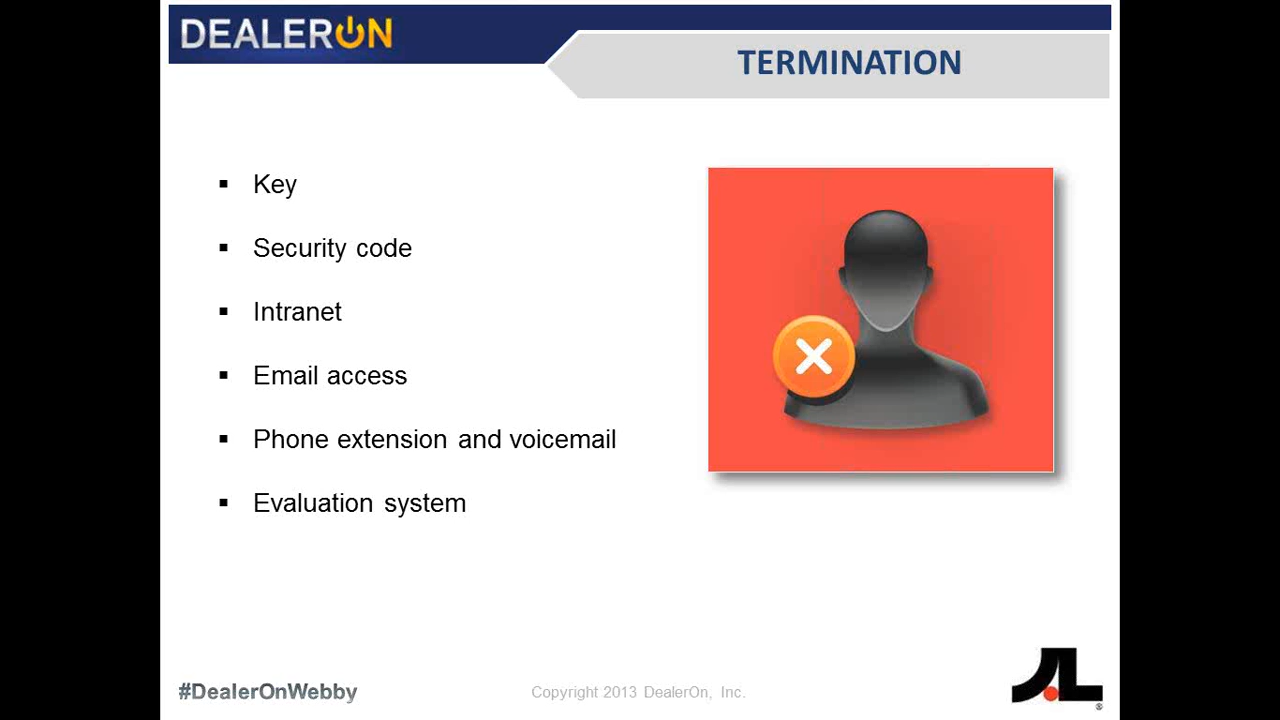 DEALERON
TERMINATION
▪ Key
▪ Security code
▪ Intranet
▪ Email access
▪ Phone extension and voicemail
▪ Evaluation system
#DealerOnWebby
Copyright 2013 DealerOn, Inc.
JL®